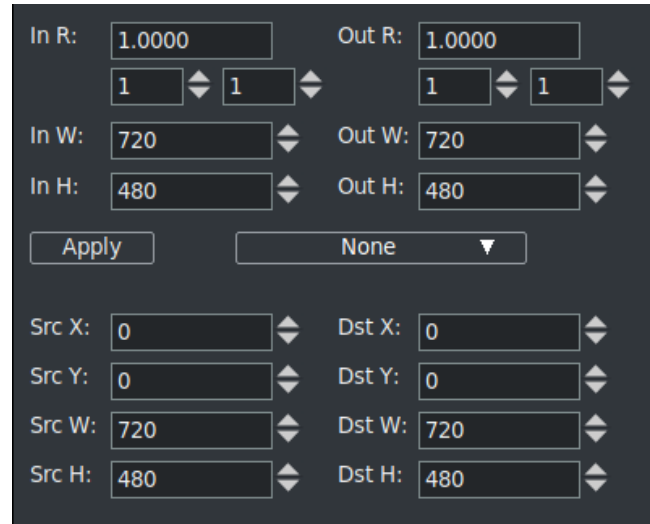 In R: 1.0000 Out R: 1.0000
1 1 1 1
In W: 720 Out W: 720
In H: 480 Out H: 480
Apply None
Src X: 0 Dst X: 0
Src Y: 0 Dst Y: 0
Src W: 720 Dst W: 720
Src H: 480 Dst H: 480